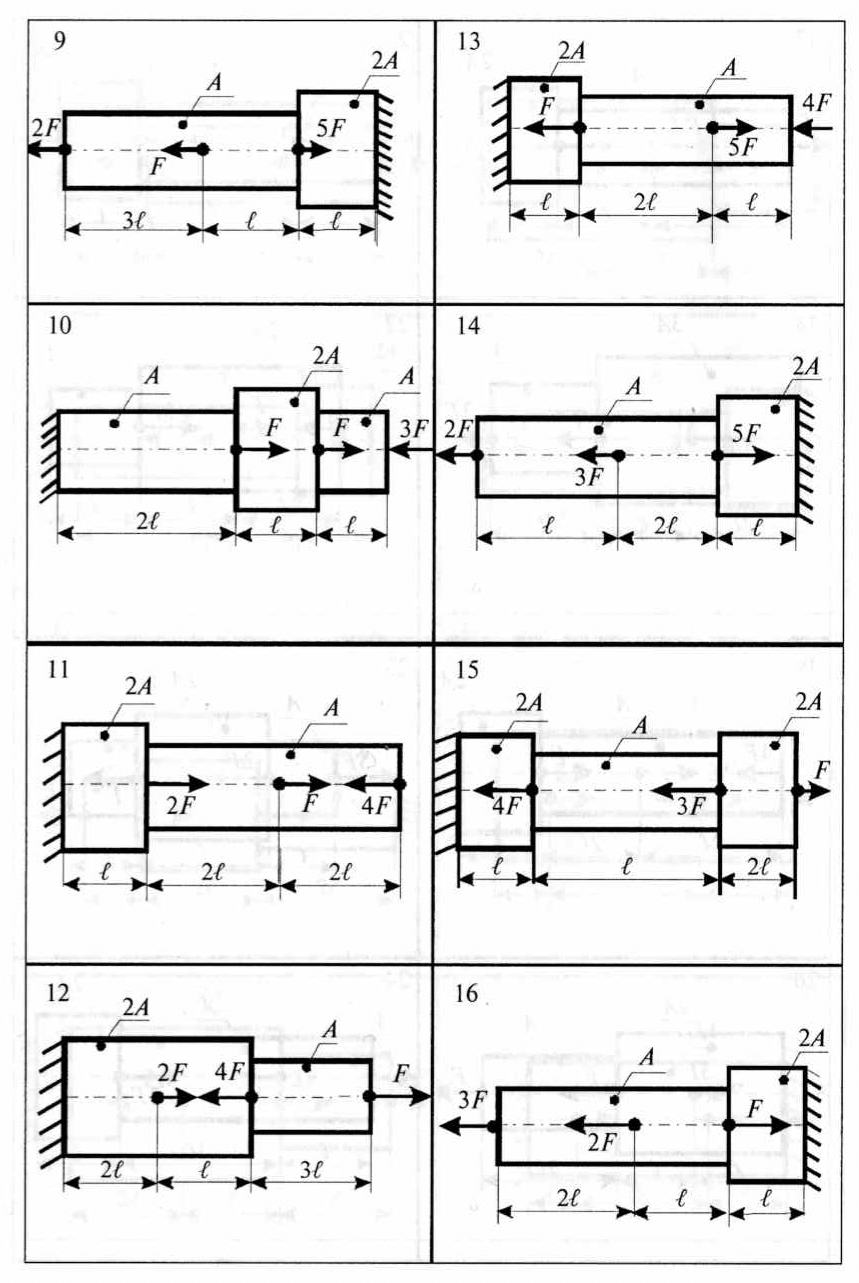 9
A
2A
2F
F
5F
3ℓ
ℓ
ℓ
13
2A
A
F
5F
4F
ℓ
2ℓ
ℓ
10
A
2A
A
F
F
3F
2ℓ
ℓ
ℓ
14
A
2A
2F
3F
5F
ℓ
2ℓ
ℓ
11
2A
A
2F
F
4F
ℓ
2ℓ
2ℓ
15
2A
A
2A
4F
3F
F
ℓ
ℓ
2ℓ
12
2A
A
2F
4F
F
2ℓ
ℓ
3ℓ
16
A
2A
3F
2F
F
2ℓ
ℓ
ℓ